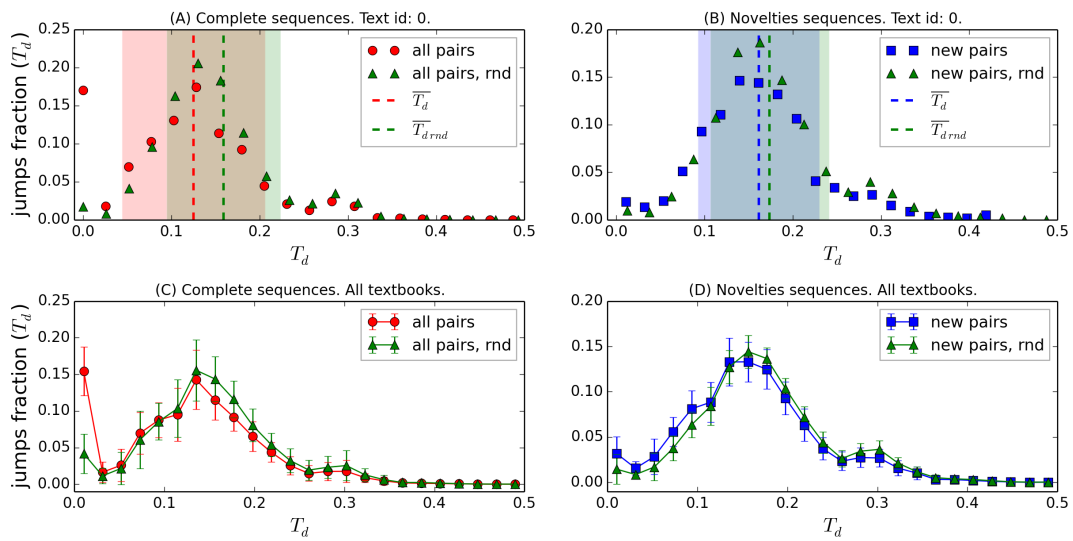 (A) Complete sequences. Text id: 0.
jumps fraction (T_d)
0.25
0.20
0.15
0.10
0.05
0.00
0.0 0.1 0.2 0.3 0.4 0.5
T_d
all pairs
all pairs, rnd
T_d
T_d rnd
(B) Novelties sequences. Text id: 0.
0.20
0.15
0.10
0.05
0.00
0.0 0.1 0.2 0.3 0.4 0.5
T_d
new pairs
new pairs, rnd
T_d
T_d rnd
(C) Complete sequences. All textbooks.
jumps fraction (T_d)
0.25
0.20
0.15
0.10
0.05
0.00
0.0 0.1 0.2 0.3 0.4 0.5
T_d
all pairs
all pairs, rnd
(D) Novelties sequences. All textbooks.
0.20
0.15
0.10
0.05
0.00
0.0 0.1 0.2 0.3 0.4 0.5
T_d
new pairs
new pairs, rnd